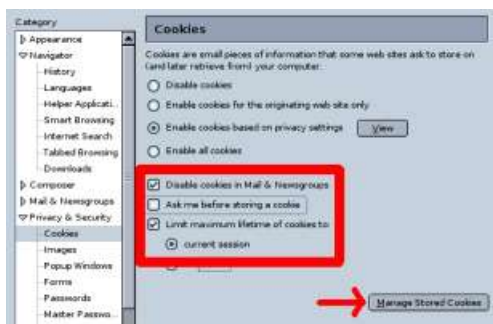 Category
Appearance
Navigator
History
Languages
Helper Applicati...
Smart Browsing
Internet Search
Tabbed Browsing
Downloads
Composer
Mail & Newsgroups
Privacy & Security
Cookies
Images
Popup Windows
Forms
Passwords
Master Passwo...
Cookies
Cookies are small pieces of information that some web sites ask to store on
(and later retrieve from) your computer.
Disable cookies
Enable cookies for the originating web site only
Enable cookies based on privacy settings View
Enable all cookies
Disable cookies in Mail & Newsgroups
Ask me before storing a cookie
Limit maximum lifetime of cookies to:
current session
Manage Stored Cookies